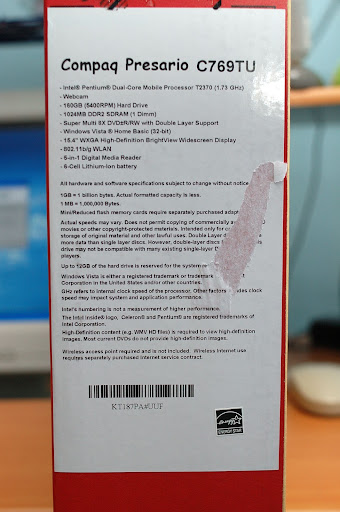 Compaq Presario C769TU
- Intel® Pentium® Dual-Core Mobile Processor T2370 (1.73 GHz)
- Webcam
- 160GB (5400RPM) Hard Drive
- 1024MB DDR2 SDRAM (1 Dimm)
- Super Multi 8X DVD±R/RW with Double Layer Support
- Windows Vista ® Home Basic (32-bit)
- 15.4" WXGA High-Definition BrightView Widescreen Display
- 802.11b/g WLAN
- 5-in-1 Digital Media Reader
- 6-Cell Lithium-Ion battery
All hardware and software specifications subject to change without notice
1GB = 1 billion bytes. Actual formatted capacity is less.
1 MB = 1,000,000 Bytes.
Mini/Reduced flash memory cards require separately purchased
Actual speeds may vary. Does not permit copying of commercially
movies or other copyright-protected materials. Intended only for
storage of original material and other lawful uses. Double Layer
more data than single layer discs. However, double-layer discs
drive may not be compatible with many existing single-layer
players.
Up to 12GB of the hard drive is reserved for the system
Windows Vista is either a registered trademark or trademark
Corporation in the United States and/or other countries.
GHz refers to internal clock speed of the processor. Other clock
speed may impact system and application performance.
Intel's numbering is not a measurement of higher performance.
The Intel Inside® logo, Celeron® and Pentium® are registered trademarks of
Intel Corporation.
High-Definition content (e.g. WMV HD files) is required to view high-definition
images. Most current DVDs do not provide high-definition images.
Wireless access point required and is not included. Wireless Internet use
requires separately purchased Internet service contract.
KT187PA#UUF
ENERGY STAR